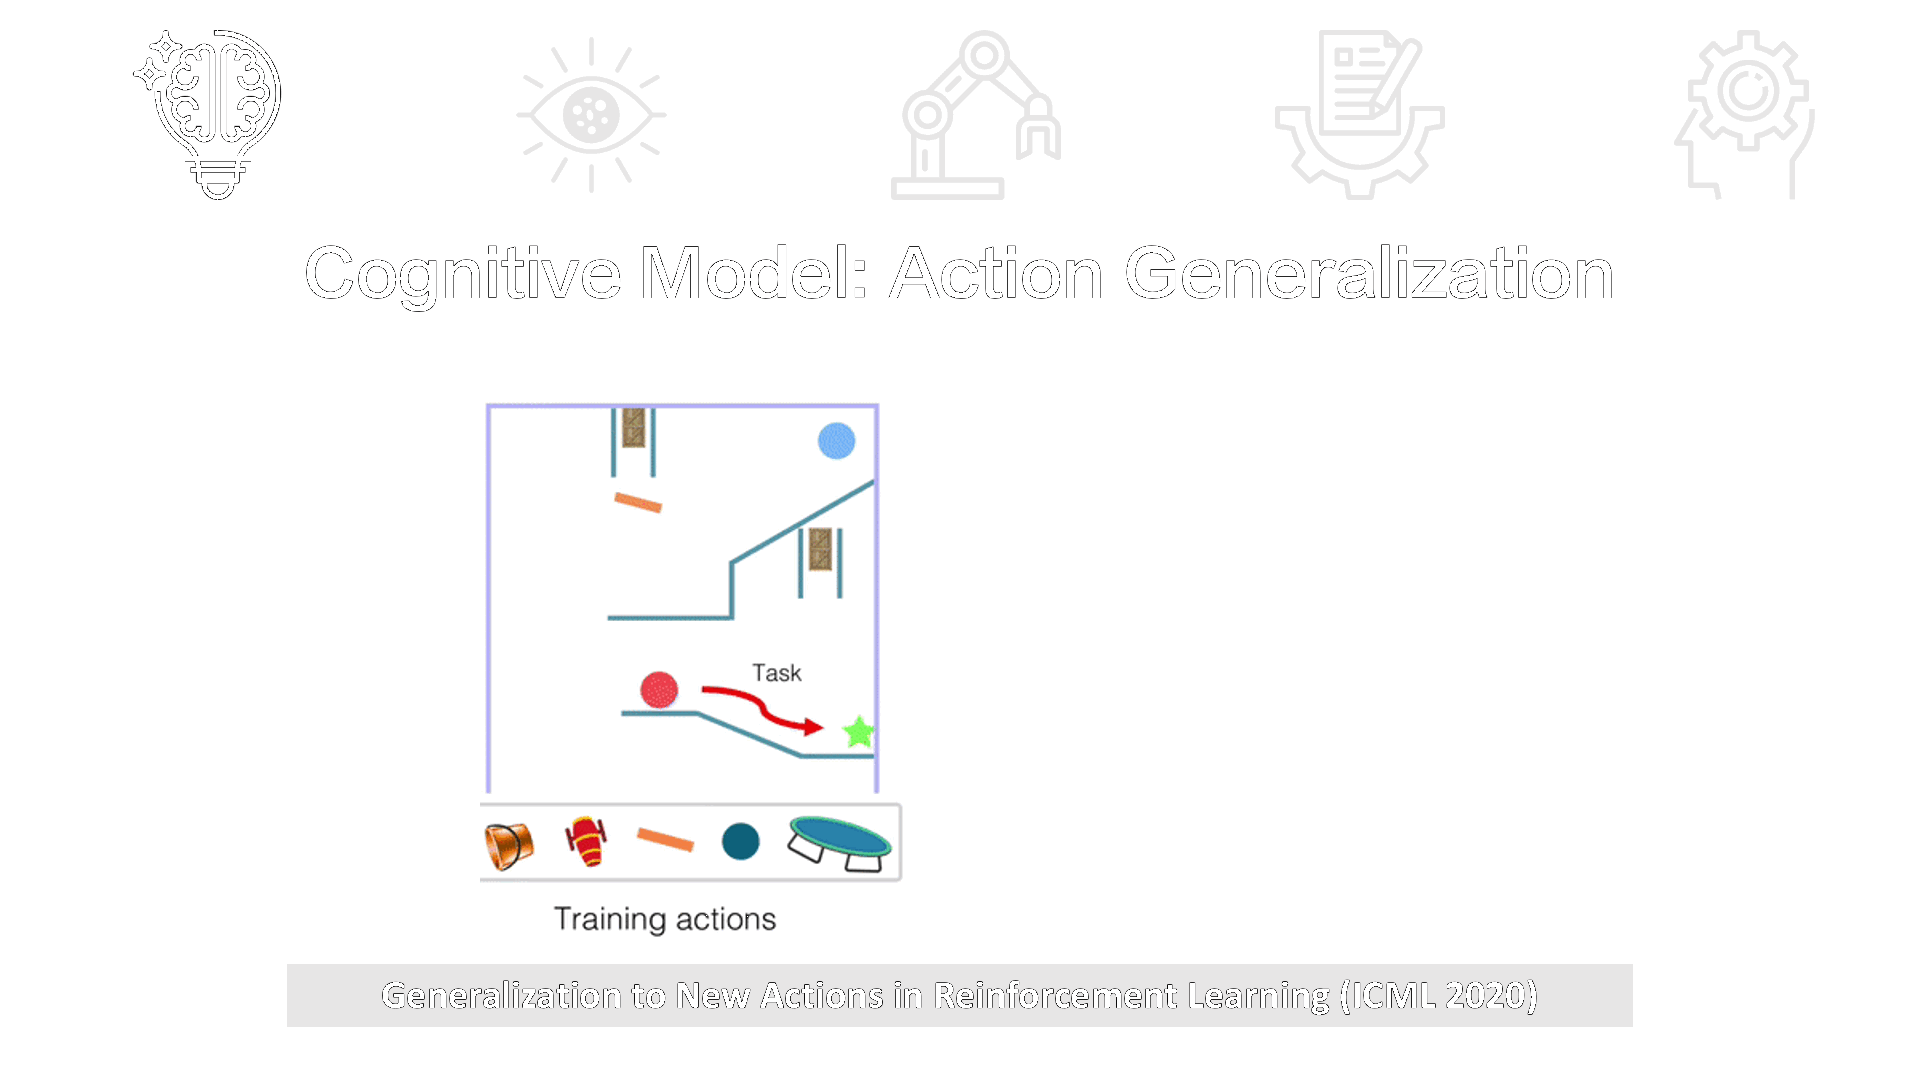 Cognitive Model: Action Generalization
Task
Training actions
Generalization to New Actions in Reinforcement Learning (ICML 2020)